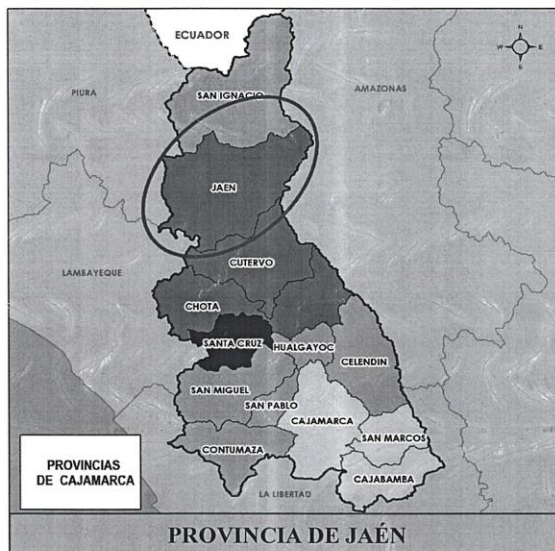 ECUADOR
N
W
E
S
PIURA
SAN IGNACIO
AMAZONAS
JAEN
LAMBAYEQUE
CUTERVO
CHOTA
SANTA CRUZ
HUALGAYOC
CELENDIN
SAN MIGUEL
SAN PABLO
CAJAMARCA
SAN MARCOS
CONTUMAZA
CAJABAMBA
PROVINCIAS
DE CAJAMARCA
LA LIBERTAD
PROVINCIA DE JAÉN